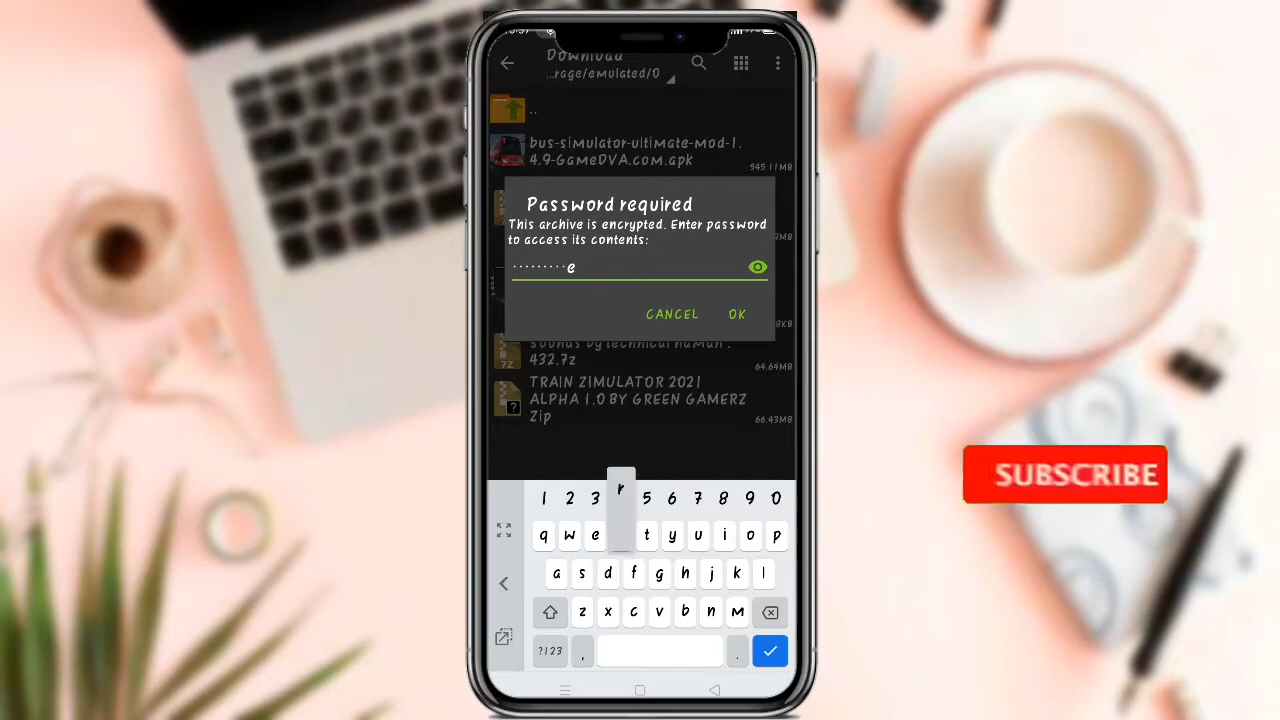 Download
...rage/emulated/0
..
bus-simulator-ultimate-mod-1.
4.9-GameDVA.com.apk
945.11MB
Password required
This archive is encrypted. Enter password
to access its contents:
·········e
CANCEL OK
by technical
432.7z
7Z
64.64MB
TRAIN ZIMULATOR 2021
ALPHA 1.0 BY GREEN GAMERZ
Zip
?
66.43MB
SUBSCRIBE
r
1 2 3 5 6 7 8 9 0
q w e t y u i o p
a s d f g h j k l
z x c v b n m
?123 , .